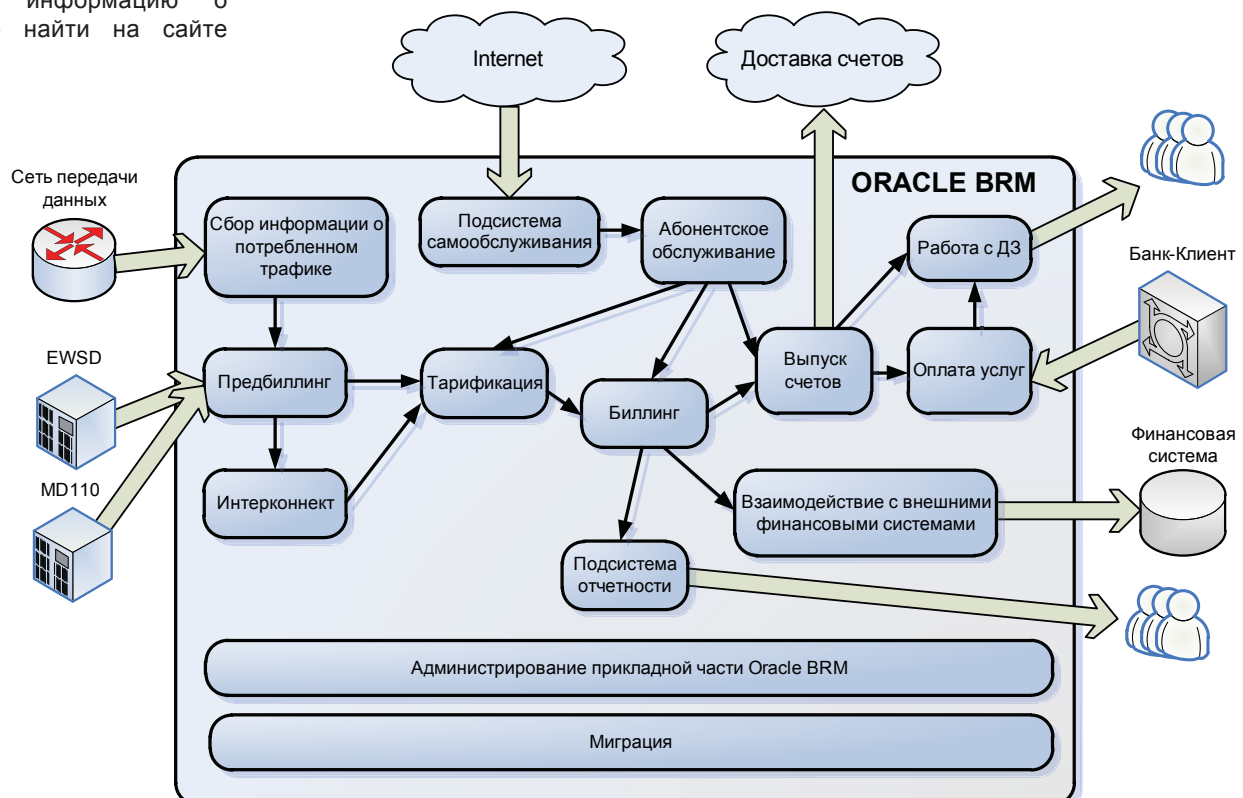 информацию о
найти на сайте
Internet
Доставка счетов
ORACLE BRM
Сеть передачи
данных
Сбор информации о
потребленном
трафике
Подсистема
самообслуживания
Абонентское
обслуживание
Работа с ДЗ
Банк-Клиент
EWSD
Предбиллинг
Тарификация
Биллинг
Выпуск
счетов
Оплата услуг
Финансовая
система
MD110
Интерконнект
Взаимодействие с внешними
финансовыми системами
Подсистема
отчетности
Администрирование прикладной части Oracle BRM
Миграция